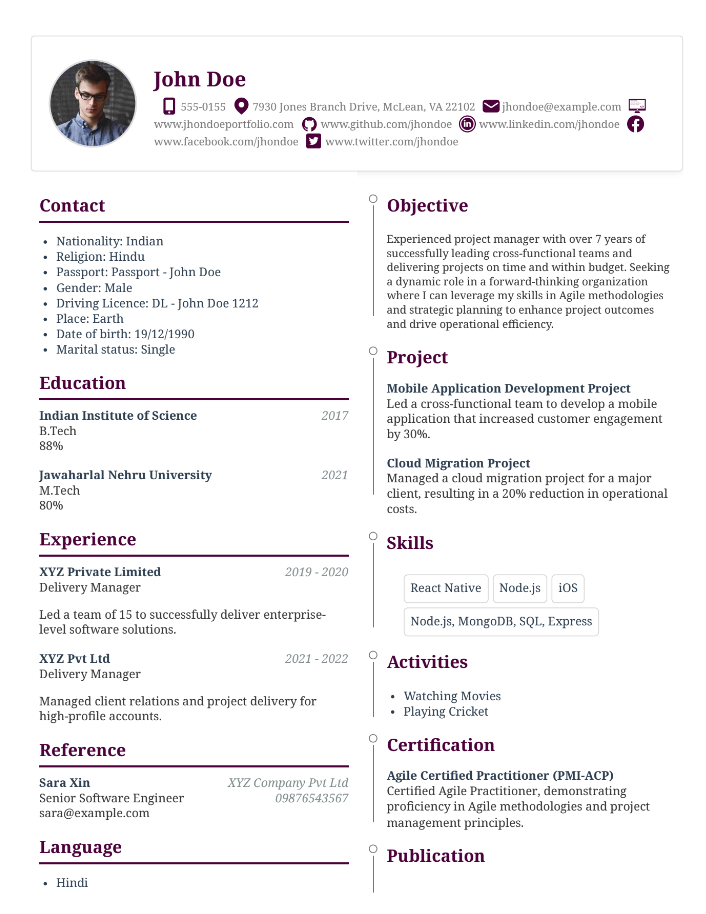 John Doe
555-0155 7930 Jones Branch Drive, McLean, VA 22102 jhondoe@example.com
www.jhondoeportfolio.com www.github.com/jhondoe www.linkedin.com/jhondoe
www.facebook.com/jhondoe www.twitter.com/jhondoe
Contact
• Nationality: Indian
• Religion: Hindu
• Passport: Passport - John Doe
• Gender: Male
• Driving Licence: DL - John Doe 1212
• Place: Earth
• Date of birth: 19/12/1990
• Marital status: Single
Education
Indian Institute of Science 2017
B.Tech
88%
Jawaharlal Nehru University 2021
M.Tech
80%
Experience
XYZ Private Limited 2019 - 2020
Delivery Manager
Led a team of 15 to successfully deliver enterprise-
level software solutions.
XYZ Pvt Ltd 2021 - 2022
Delivery Manager
Managed client relations and project delivery for
high-profile accounts.
Reference
Sara Xin XYZ Company Pvt Ltd
Senior Software Engineer 09876543567
sara@example.com
Language
• Hindi
Objective
Experienced project manager with over 7 years of
successfully leading cross-functional teams and
delivering projects on time and within budget. Seeking
a dynamic role in a forward-thinking organization
where I can leverage my skills in Agile methodologies
and strategic planning to enhance project outcomes
and drive operational efficiency.
Project
Mobile Application Development Project
Led a cross-functional team to develop a mobile
application that increased customer engagement
by 30%.
Cloud Migration Project
Managed a cloud migration project for a major
client, resulting in a 20% reduction in operational
costs.
Skills
React Native Node.js iOS
Node.js, MongoDB, SQL, Express
Activities
• Watching Movies
• Playing Cricket
Certification
Agile Certified Practitioner (PMI-ACP)
Certified Agile Practitioner, demonstrating
proficiency in Agile methodologies and project
management principles.
Publication